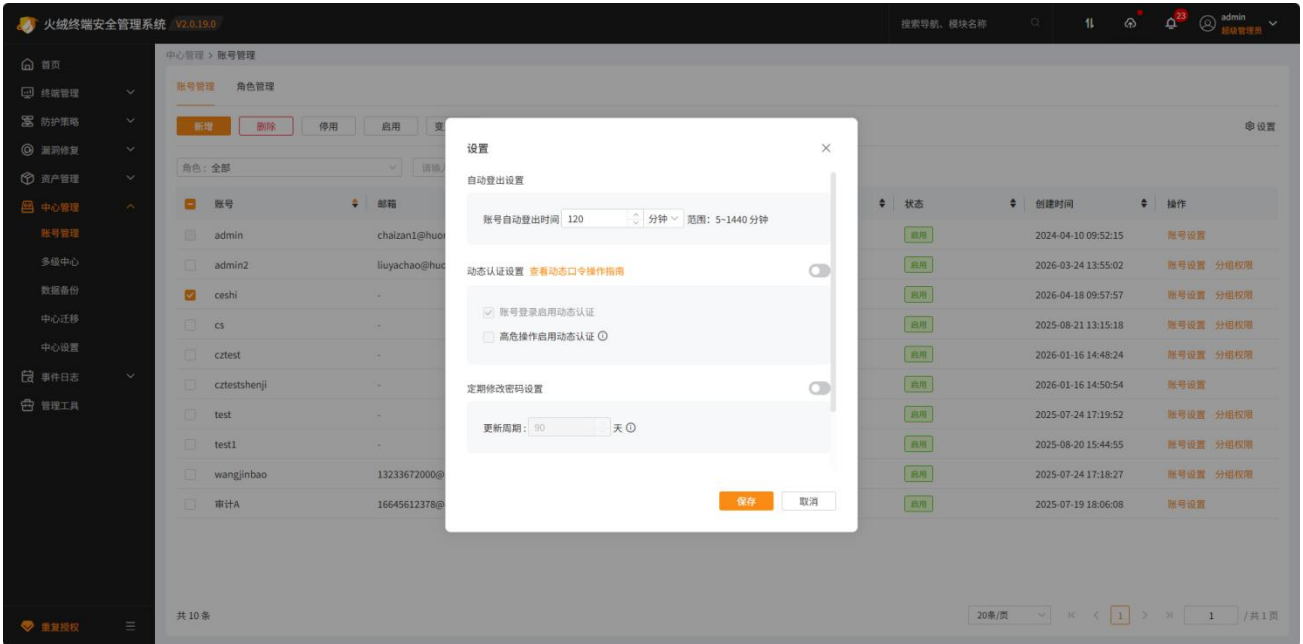 火绒终端安全管理系统 V2.0.19.0
搜索导航、模块名称
23
admin
超级管理员
首页
终端管理
防护策略
漏洞修复
资产管理
中心管理
账号管理
多级中心
数据备份
中心迁移
中心设置
事件日志
管理工具
重复授权
中心管理 > 账号管理
账号管理 角色管理
新增 删除 停用 启用 变
设置
角色: 全部 请输入
账号 邮箱 状态 创建时间 操作
admin chaizan1@huor 启用 2024-04-10 09:52:15 账号设置
admin2 liuyachao@huo 启用 2026-03-24 13:55:02 账号设置 分组权限
ceshi - 启用 2026-04-18 09:57:57 账号设置 分组权限
cs - 启用 2025-08-21 13:15:18 账号设置 分组权限
cztest - 启用 2026-01-16 14:48:24 账号设置 分组权限
cztestshenji - 启用 2026-01-16 14:50:54 账号设置
test - 启用 2025-07-24 17:19:52 账号设置 分组权限
test1 - 启用 2025-08-20 15:44:55 账号设置 分组权限
wangjinbao 13233672000@ 启用 2025-07-24 17:18:27 账号设置 分组权限
审计A 16645612378@ 启用 2025-07-19 18:06:08 账号设置
共 10 条
20条/页 1 1 / 共 1 页
设置
自动登出设置
账号自动登出时间 120 分钟 范围：5~1440 分钟
动态认证设置 查看动态口令操作指南
账号登录启用动态认证
高危操作启用动态认证
定期修改密码设置
更新周期: 90 天
保存 取消